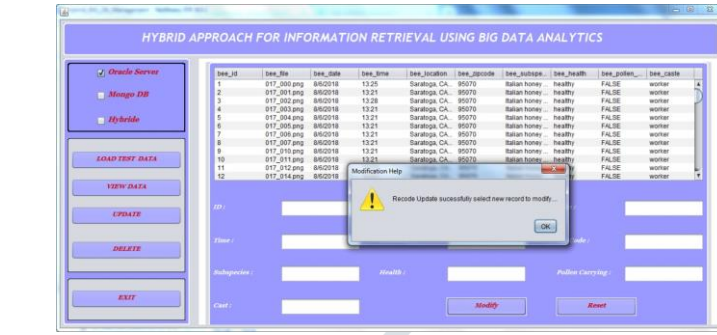 HYBRID APPROACH FOR INFORMATION RETRIEVAL USING BIG DATA ANALYTICS
Oracle Server
Mongo DB
Hybride
LOAD TEST DATA
VIEW DATA
UPDATE
DELETE
EXIT
bee_id bee_file bee_date bee_time bee_location bee_zipcode bee_subspe... bee_health bee_pollen_... bee_caste
1 017_000.png 8/6/2018 13:25 Saratoga, CA... 95070 Italian honey ... healthy FALSE worker
2 017_001.png 8/6/2018 13:21 Saratoga, CA... 95070 Italian honey ... healthy FALSE worker
3 017_002.png 8/6/2018 13:28 Saratoga, CA... 95070 Italian honey ... healthy FALSE worker
4 017_003.png 8/6/2018 13:21 Saratoga, CA... 95070 Italian honey ... healthy FALSE worker
5 017_004.png 8/6/2018 13:21 Saratoga, CA... 95070 Italian honey ... healthy FALSE worker
6 017_005.png 8/6/2018 13:21 Saratoga, CA... 95070 Italian honey ... healthy FALSE worker
7 017_006.png 8/6/2018 13:21 Saratoga, CA... 95070 Italian honey ... healthy FALSE worker
8 017_007.png 8/6/2018 13:21 Saratoga, CA... 95070 Italian honey ... healthy FALSE worker
9 017_010.png 8/6/2018 13:21 Saratoga, CA... 95070 Italian honey ... healthy FALSE worker
10 017_011.png 8/6/2018 13:21 Saratoga, CA... 95070 Italian honey ... healthy FALSE worker
11 017_012.png 8/6/2018 healthy FALSE worker
12 017_014.png 8/6/2018 healthy FALSE worker
Modification Help
Recode Update sucessfully select new record to modify...
OK
ID :
Time :
Subspecies :
Health :
Pollen Carrying :
Cast :
Modify
Reset